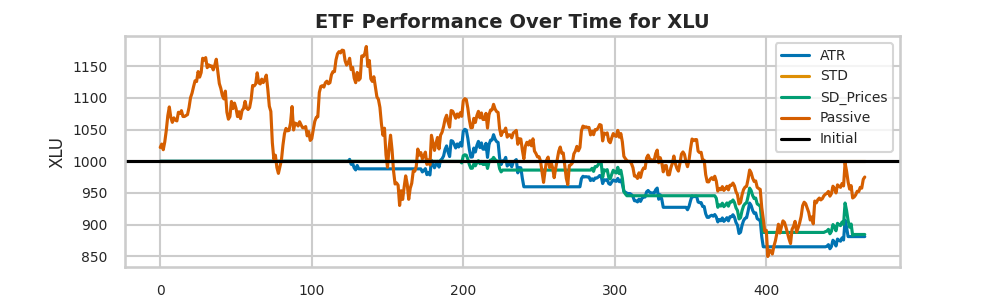 ETF Performance Over Time for XLU
XLU
1150
1100
1050
1000
950
900
850
0
100
200
300
400
ATR
STD
SD_Prices
Passive
Initial